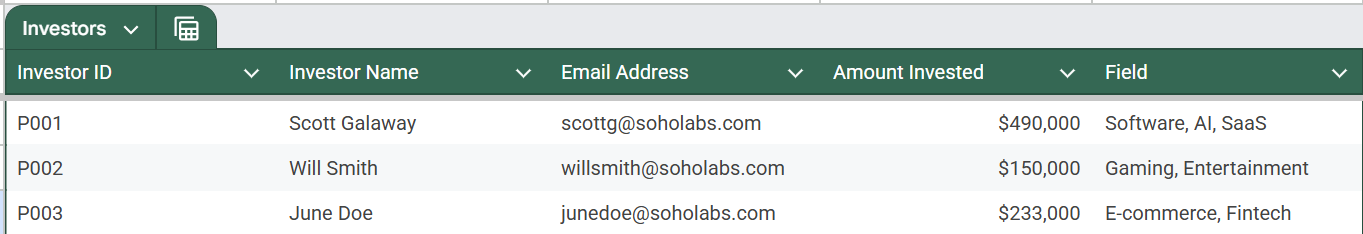 Investors
Investor ID Investor Name Email Address Amount Invested Field
P001 Scott Galaway scottg@soholabs.com $490,000 Software, AI, SaaS
P002 Will Smith willsmith@soholabs.com $150,000 Gaming, Entertainment
P003 June Doe junedoe@soholabs.com $233,000 E-commerce, Fintech